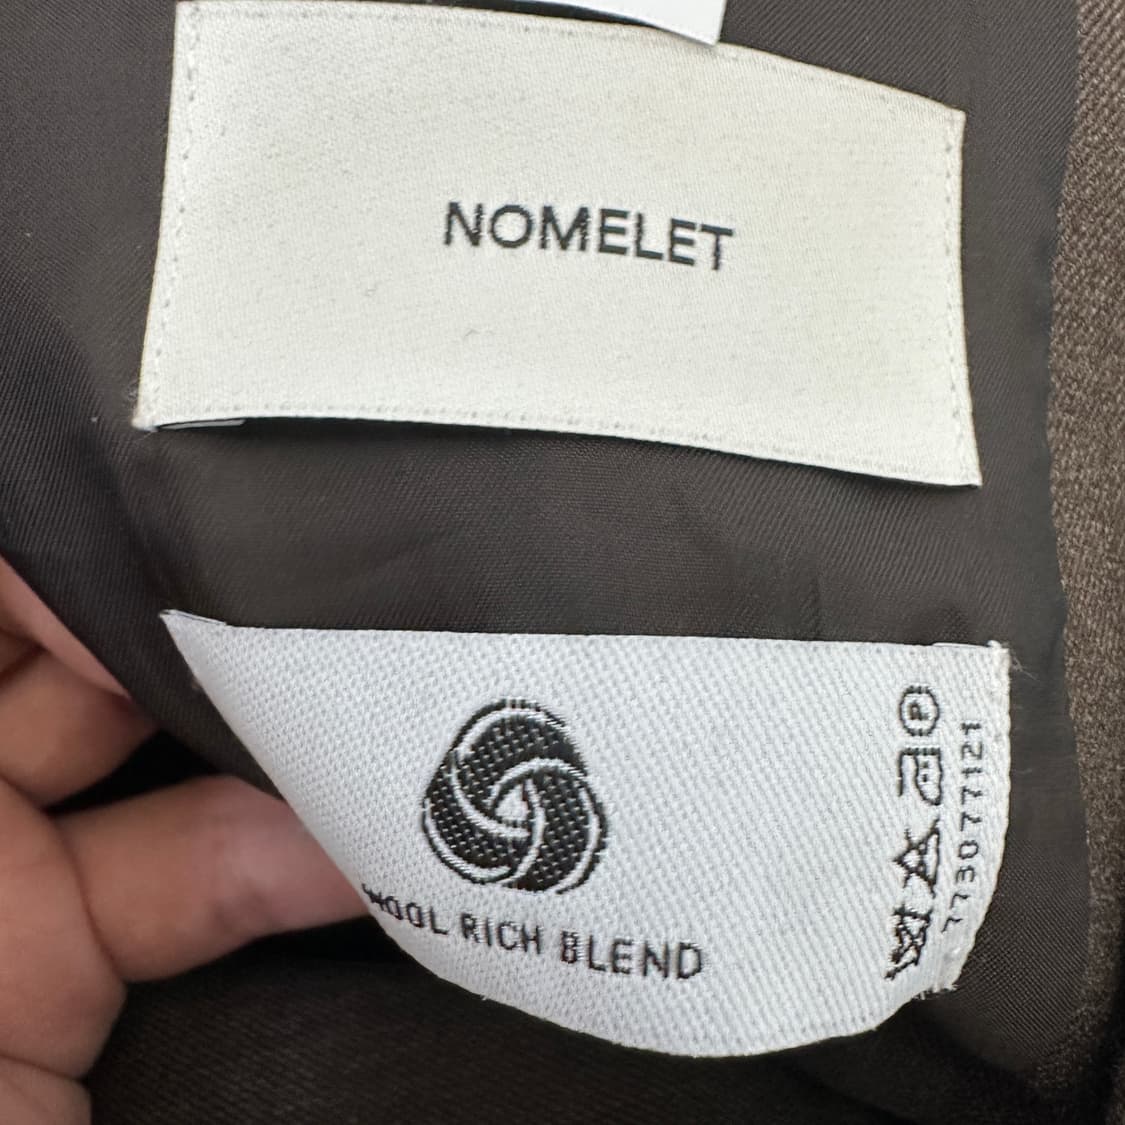 NOMELET
WOOL RICH BLEND
773077121